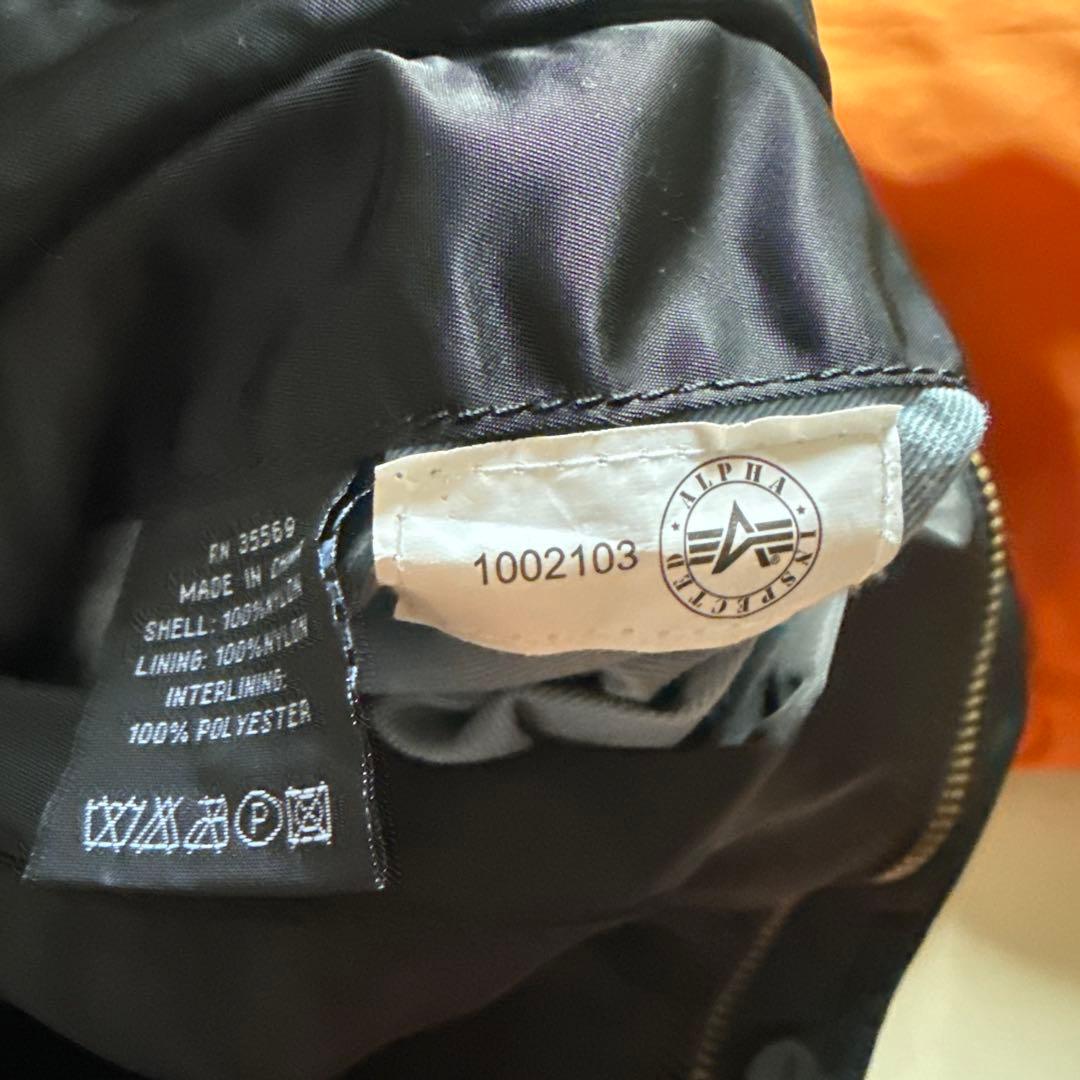 RN 35569
MADE IN CHINA
SHELL: 100%NYLON
LINING: 100%NYLON
INTERLINING:
100% POLYESTER
P
1002103
ALPHA INSPECTED